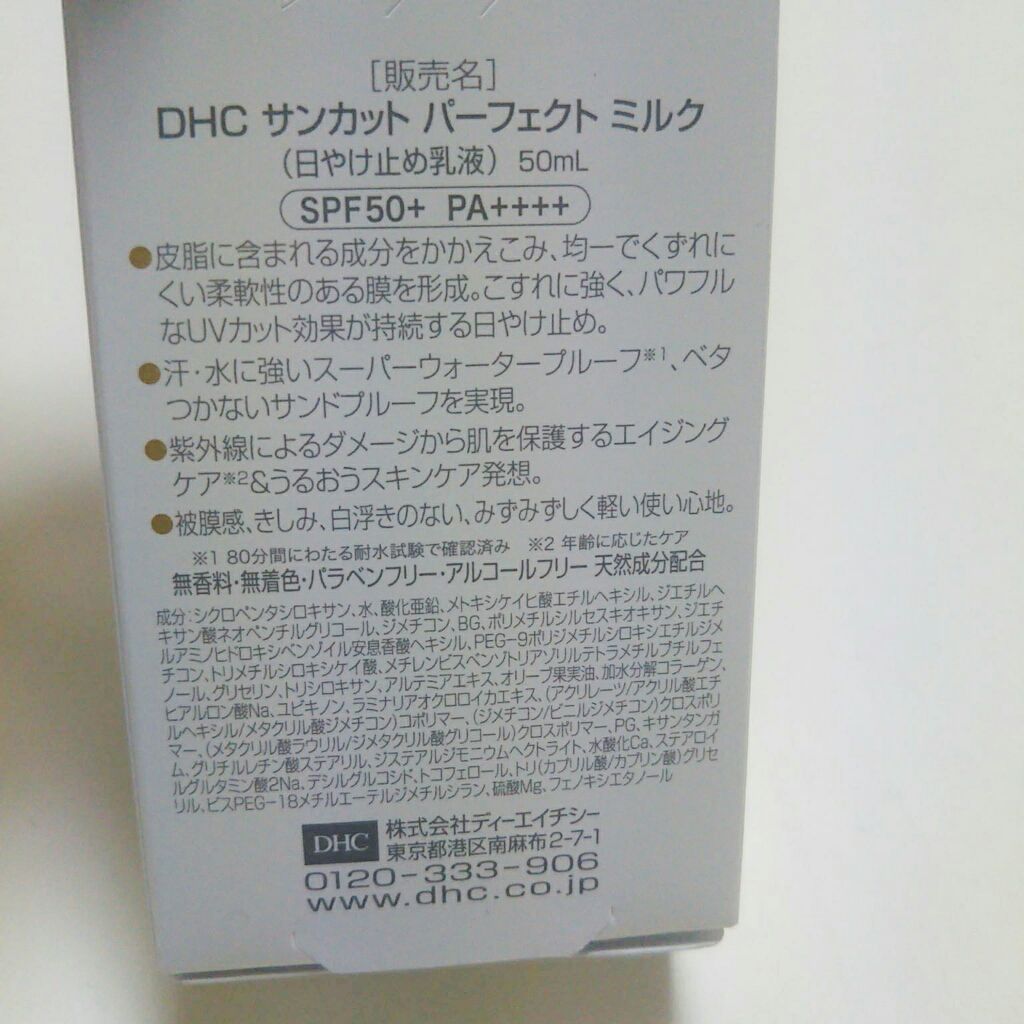 [販売名]
DHC サンカット パーフェクト ミルク
(日やけ止め乳液) 50mL
SPF50+ PA++++
●皮脂に含まれる成分をかかえこみ、均一でくずれに
くい柔軟性のある膜を形成。こすれに強く、パワフル
なUVカット効果が持続する日やけ止め。
●汗・水に強いスーパーウォータープルーフ※1、ベタ
つかないサンドプルーフを実現。
●紫外線によるダメージから肌を保護するエイジング
ケア※2&うるおうスキンケア発想。
●被膜感、きしみ、白浮きのない、みずみずしく軽い使い心地。
※1 80分間にわたる耐水試験で確認済み ※2 年齢に応じたケア
無香料・無着色・パラベンフリー・アルコールフリー 天然成分配合
成分:シクロペンタシロキサン、水、酸化亜鉛、メトキシケイヒ酸エチルヘキシル、ジエチルヘ
キサン酸ネオペンチルグリコール、ジメチコン、BG、ポリメチルシルセスキオキサン、ジエチ
ルアミノヒドロキシベンゾイル安息香酸ヘキシル、PEG-9ポリジメチルシロキシエチルジメ
チコン、トリメチルシロキシケイ酸、メチレンビスベンゾトリアゾリルテトラメチルブチルフェ
ノール、グリセリン、トリシロキサン、アルテミアエキス、オリーブ果実油、加水分解コラーゲン、
ヒアルロン酸Na、ユビキノン、ラミナリアオクロロイカエキス、(アクリレーツ/アクリル酸エチ
ルヘキシル/メタクリル酸ジメチコン)コポリマー、(ジメチコン/ビニルジメチコン)クロスポリ
マー、(メタクリル酸ラウリル/ジメタクリル酸グリコール)クロスポリマー、PG、キサンタンガ
ム、グリチルレチン酸ステアリル、ジステアルジモニウムヘクトライト、水酸化Ca、ステアロイ
ルグルタミン酸2Na、デシルグルコシド、トコフェロール、トリ(カプリル酸/カプリン酸)グリセ
リル、ビスPEG-18メチルエーテルジメチルシラン、硫酸Mg、フェノキシエタノール
DHC 株式会社ディーエイチシー
東京都港区南麻布2-7-1
0120-333-906
www.dhc.co.jp